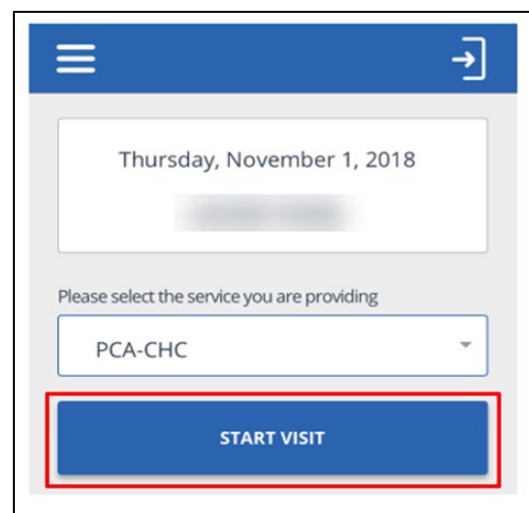 Thursday, November 1, 2018
Please select the service you are providing
PCA-CHC
START VISIT